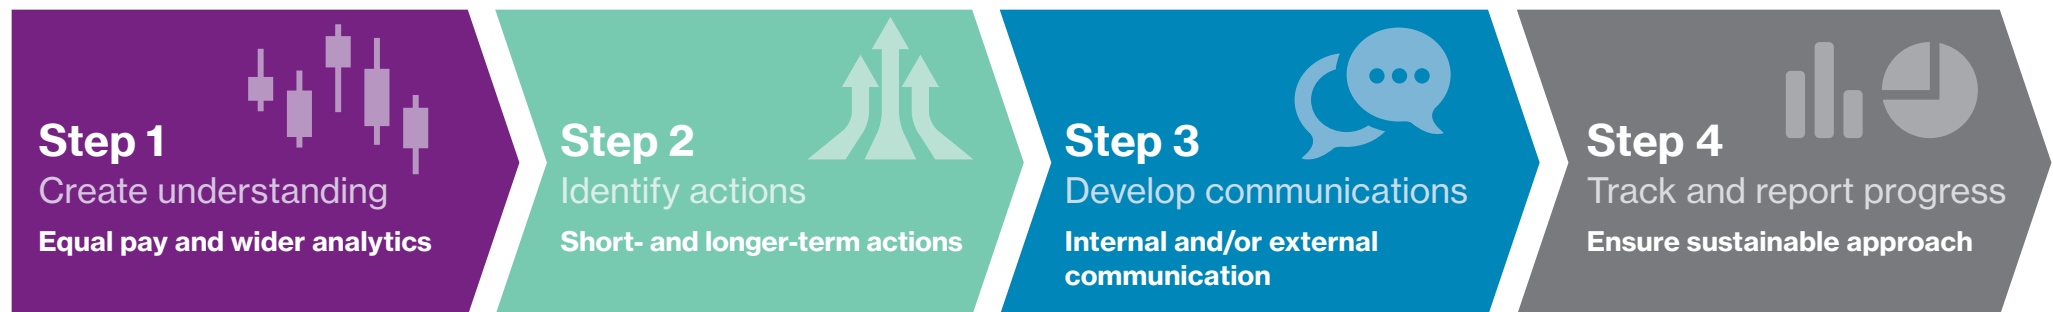 Step 1
Create understanding
Equal pay and wider analytics
Step 2
Identify actions
Short- and longer-term actions
Step 3
Develop communications
Internal and/or external
communication
Step 4
Track and report progress
Ensure sustainable approach